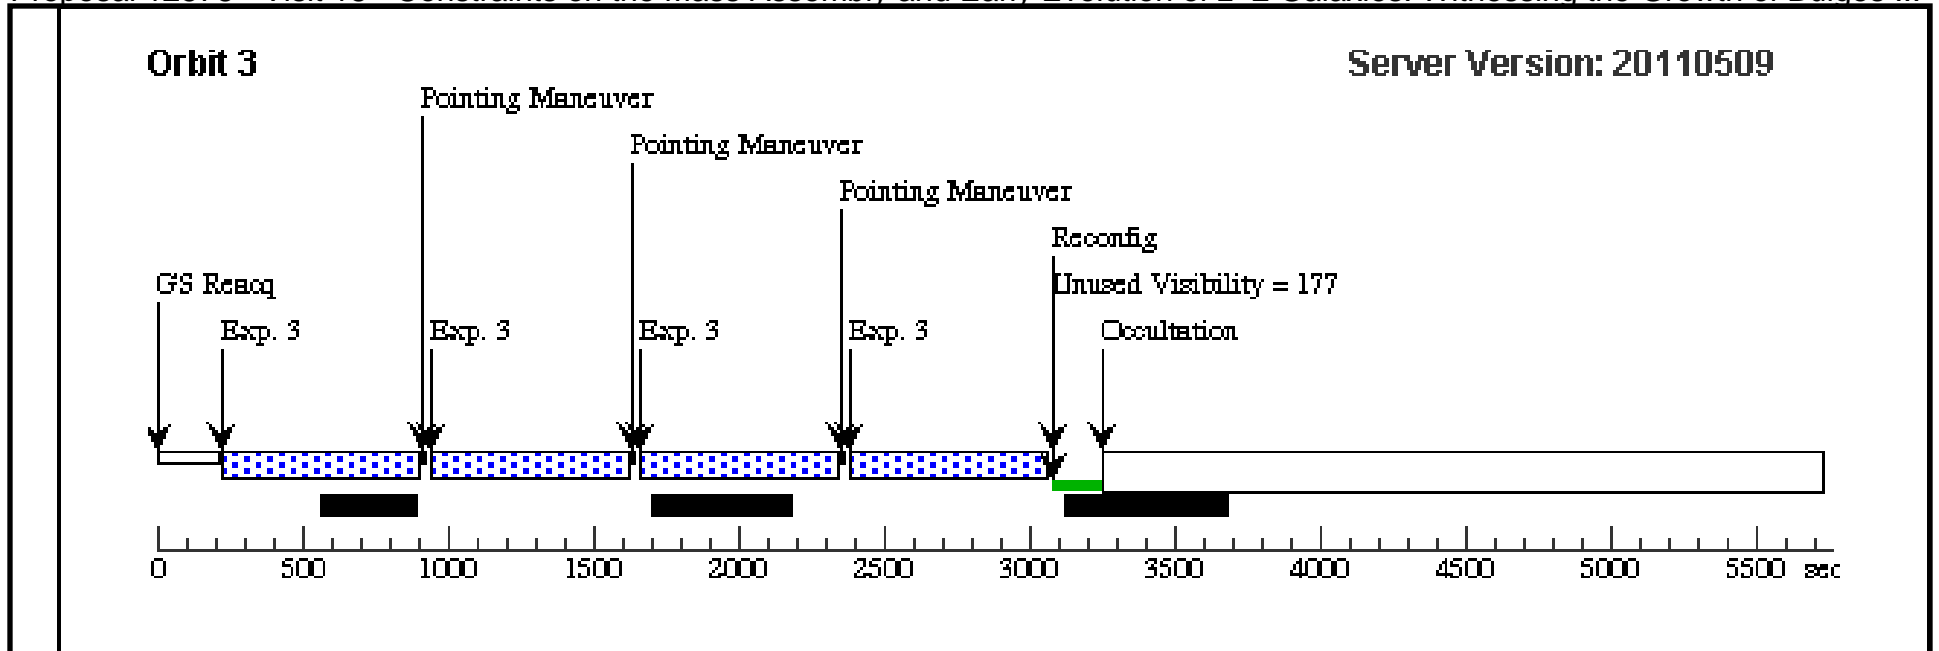 Orbit 3
Server Version: 20110509
Pointing Maneuver
Pointing Maneuver
Pointing Maneuver
Reconfig
GS Reacq
Unused Visibility = 177
Exp. 3
Exp. 3
Exp. 3
Exp. 3
Occultation
0 500 1000 1500 2000 2500 3000 3500 4000 4500 5000 5500 sec